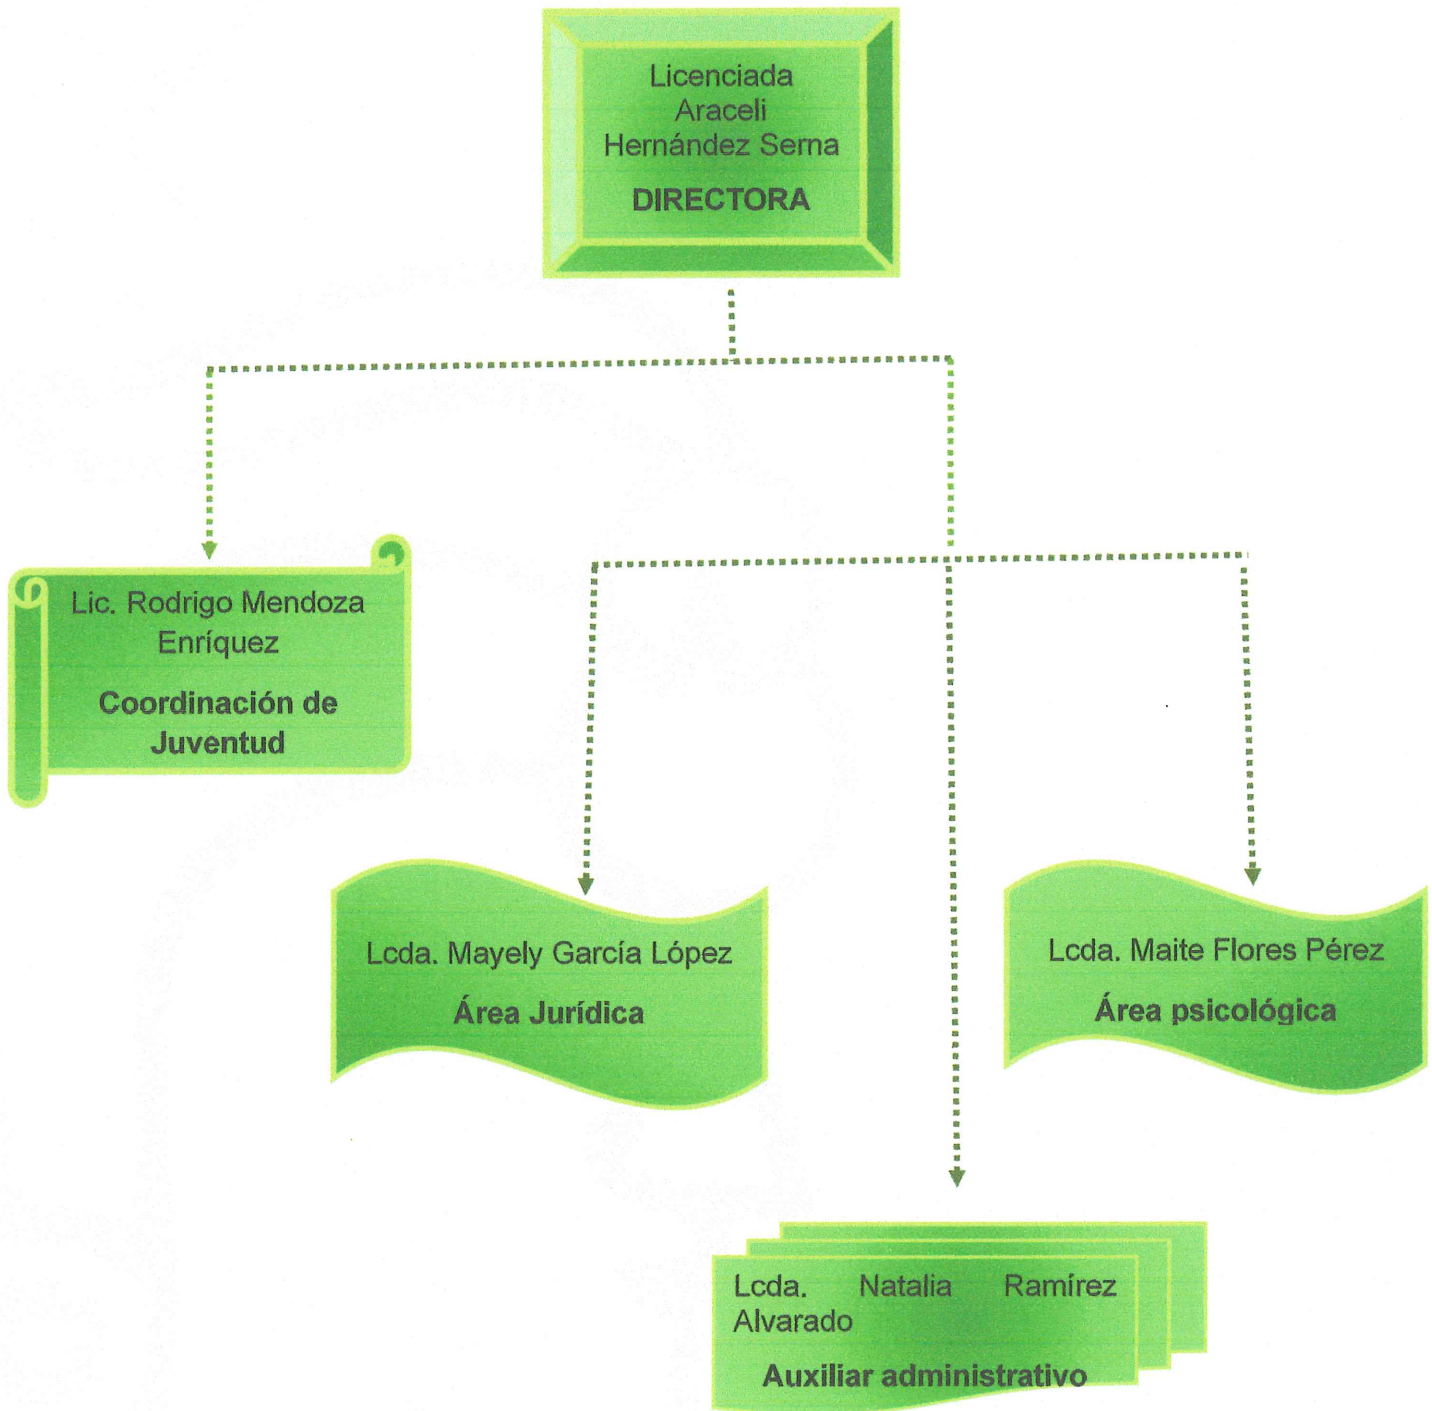 Licenciada
Araceli
Hernández Serna
DIRECTORA
Lic. Rodrigo Mendoza
Enríquez
Coordinación de
Juventud
Lcda. Mayely García López
Área Jurídica
Lcda. Maite Flores Pérez
Área psicológica
Lcda. Natalia Ramírez
Alvarado
Auxiliar administrativo